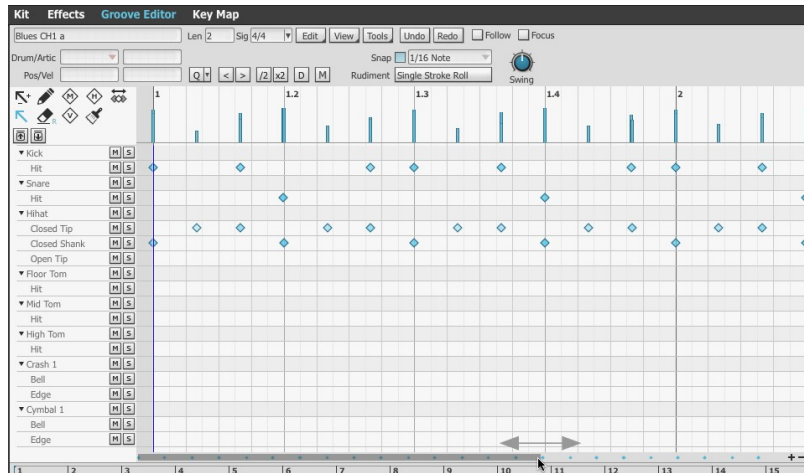 Kit Effects Groove Editor Key Map
Blues CH1 a Len 2 Sig 4/4 Edit View Tools Undo Redo Follow Focus
Drum/Artic Snap 1/16 Note
Pos/Vel Q < > /2 x2 D M Rudiment Single Stroke Roll Swing
1 1.2 1.3 1.4 2
M H
R V
Kick M S
Hit M S
Snare M S
Hit M S
Hihat M S
Closed Tip M S
Closed Shank M S
Open Tip M S
Floor Tom M S
Hit M S
Mid Tom M S
Hit M S
High Tom M S
Hit M S
Crash 1 M S
Bell M S
Edge M S
Cymbal 1 M S
Bell M S
Edge M S
+ -
1 2 3 4 5 6 7 8 9 10 11 12 13 14 15